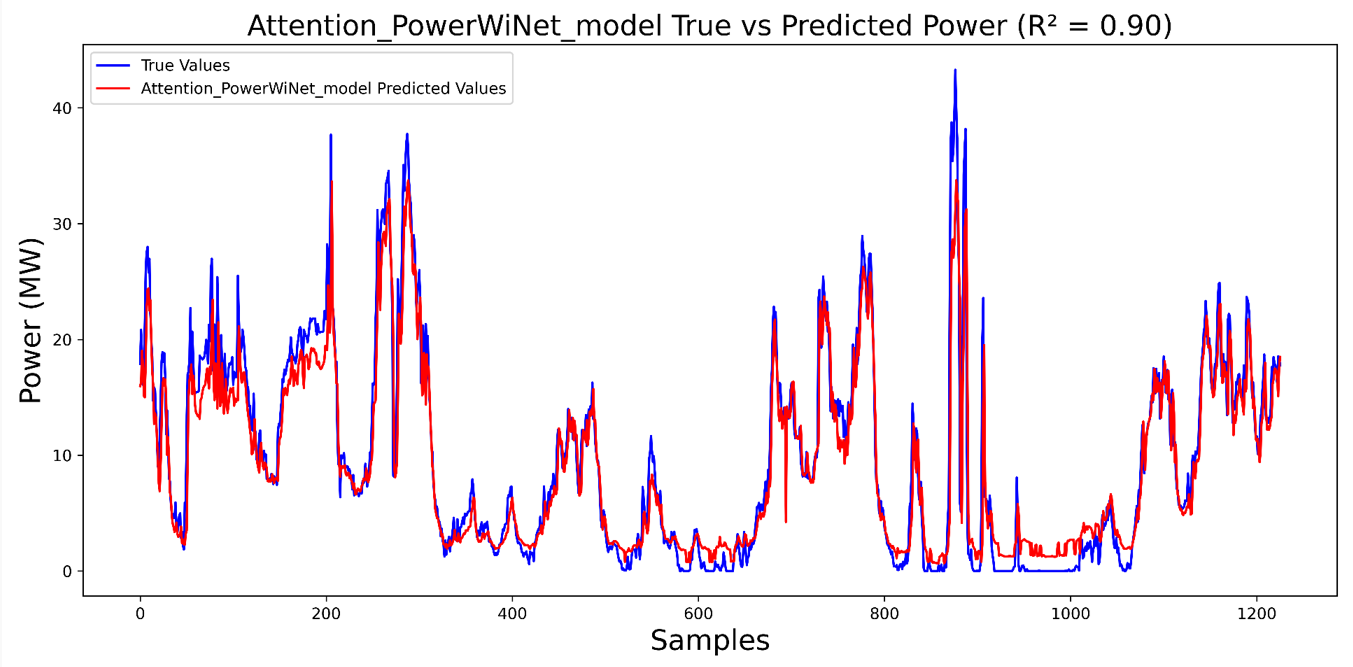 Attention_PowerWiNet_model True vs Predicted Power (R² = 0.90)
True Values
Attention_PowerWiNet_model Predicted Values
Power (MW)
40
30
20
10
0
0 200 400 600 800 1000 1200
Samples